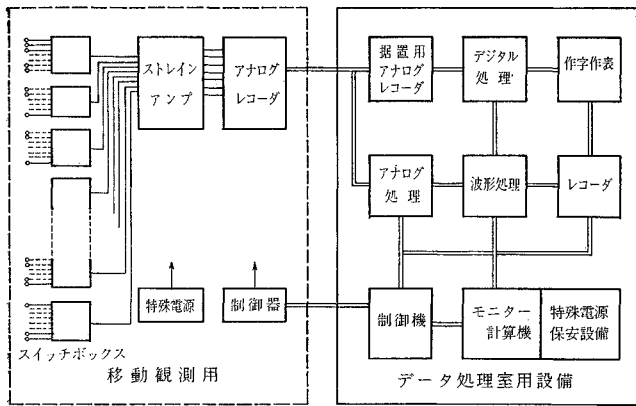 ストレイン
アンプ
アナログ
レコーダ
特殊電源
制御器
スイッチボックス
移動観測用
据置用
アナログ
レコーダ
デジタル
処理
作字作表
アナログ
処理
波形処理
レコーダ
制御機
モニター
計算機
特殊電源
保安設備
データ処理室用設備